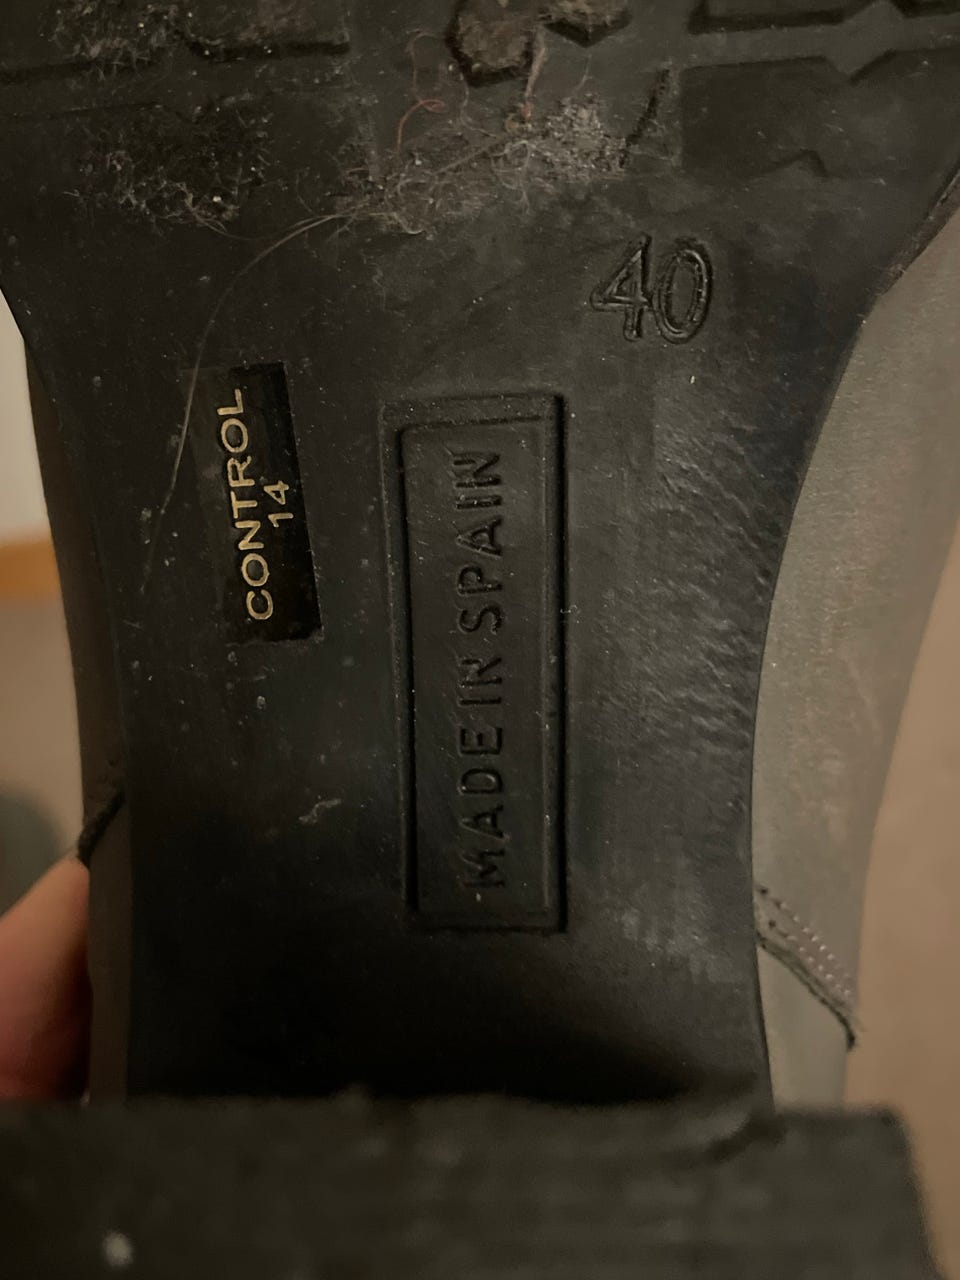 40
CONTROL
14
MADE IN SPAIN